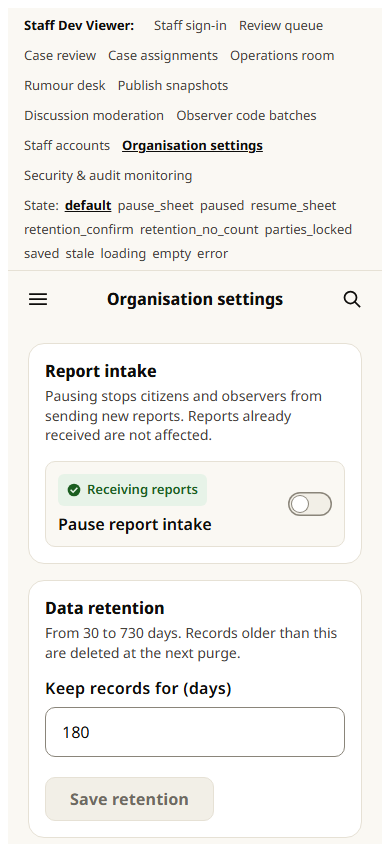 Staff Dev Viewer: Staff sign-in Review queue
Case review Case assignments Operations room
Rumour desk Publish snapshots
Discussion moderation Observer code batches
Staff accounts Organisation settings
Security & audit monitoring
State: default pause_sheet paused resume_sheet
retention_confirm retention_no_count parties_locked
saved stale loading empty error
Organisation settings
Report intake
Pausing stops citizens and observers from
sending new reports. Reports already
received are not affected.
Receiving reports
Pause report intake
Data retention
From 30 to 730 days. Records older than this
are deleted at the next purge.
Keep records for (days)
180
Save retention